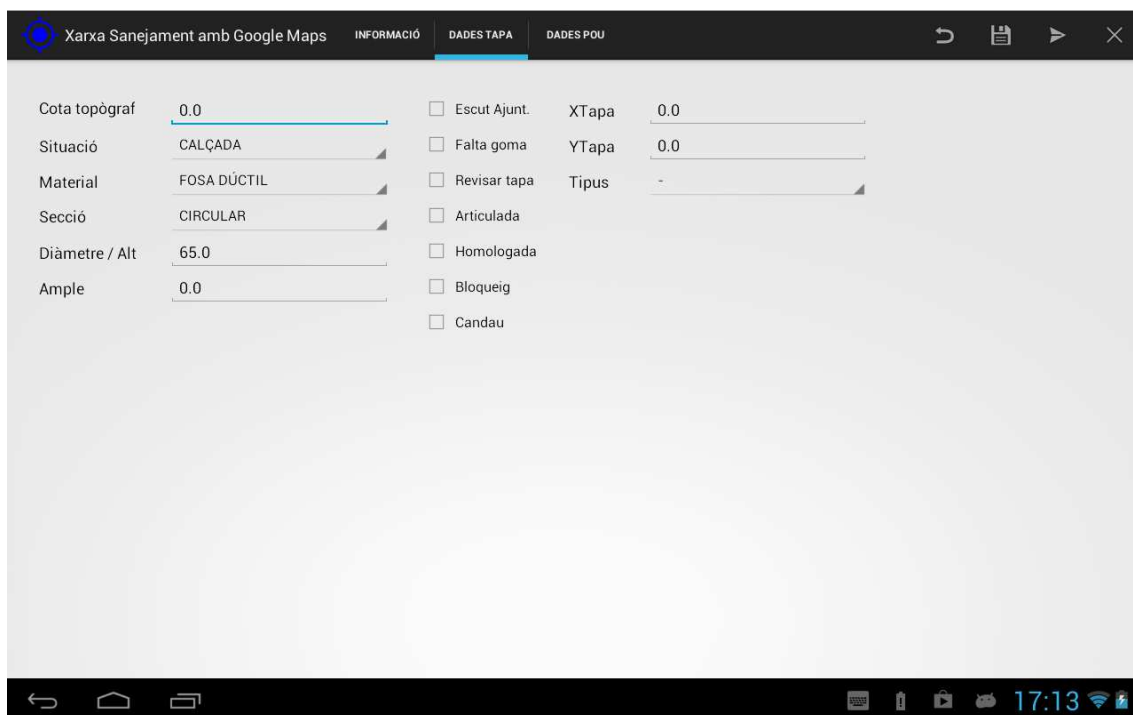 Xarxa Sanejament amb Google Maps INFORMACIÓ DADES TAPA DADES POU
Cota topògraf 0.0
Situació CALÇADA
Material FOSA DÚCTIL
Secció CIRCULAR
Diàmetre / Alt 65.0
Ample 0.0
Escut Ajunt.
Falta goma
Revisar tapa
Articulada
Homologada
Bloqueig
Candau
XTapa 0.0
YTapa 0.0
Tipus -
17:13